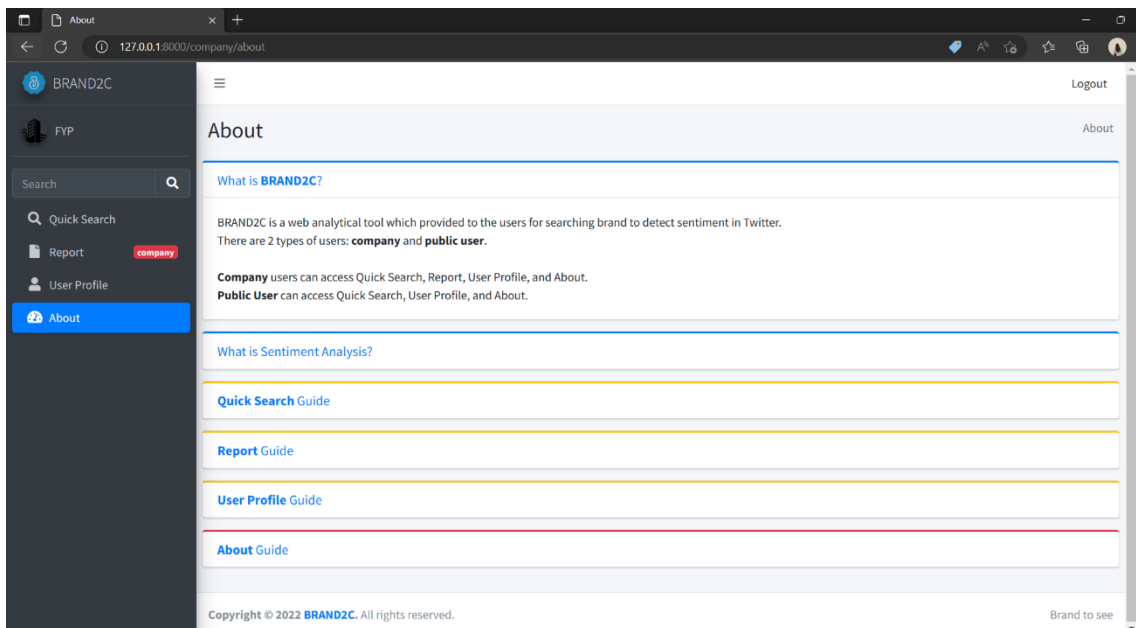 About
127.0.0.1:8000/company/about
BRAND2C
Logout
FYP
About
About
Search
What is BRAND2C?
Quick Search
BRAND2C is a web analytical tool which provided to the users for searching brand to detect sentiment in Twitter.
There are 2 types of users: company and public user.
Report
company
User Profile
Company users can access Quick Search, Report, User Profile, and About.
Public User can access Quick Search, User Profile, and About.
About
What is Sentiment Analysis?
Quick Search Guide
Report Guide
User Profile Guide
About Guide
Copyright © 2022 BRAND2C. All rights reserved.
Brand to see